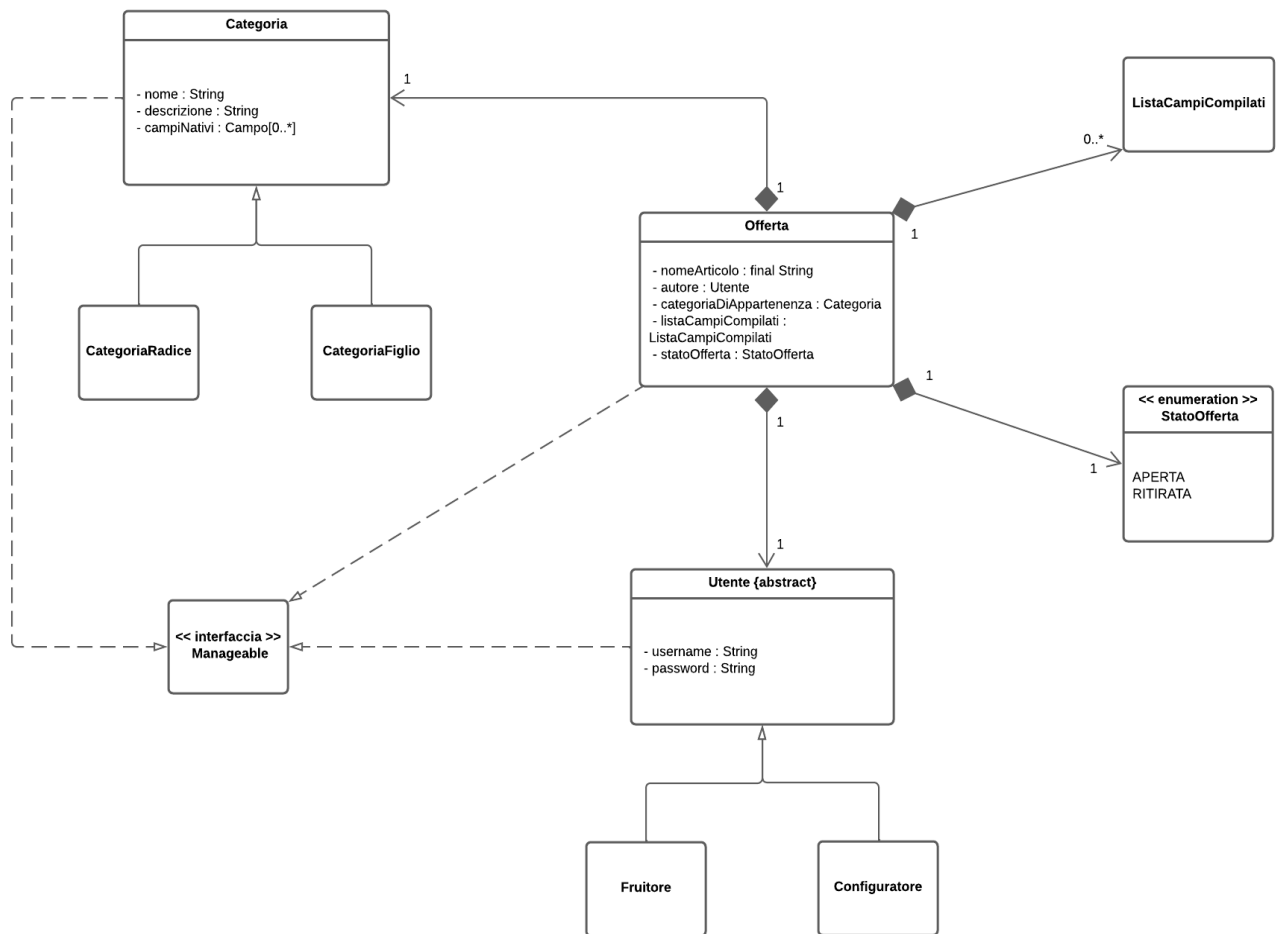 Categoria
- nome : String
- descrizione : String
- campiNativi : Campo[0..*]
1
ListaCampiCompilati
0..*
1
1
Offerta
- nomeArticolo : final String
- autore : Utente
- categoriaDiAppartenenza : Categoria
- listaCampiCompilati :
ListaCampiCompilati
- statoOfferta : StatoOfferta
CategoriaRadice
CategoriaFiglio
1
1
<< enumeration >>
StatoOfferta
APERTA
RITIRATA
1
1
Utente {abstract}
- username : String
- password : String
<< interfaccia >>
Manageable
Fruitore
Configuratore